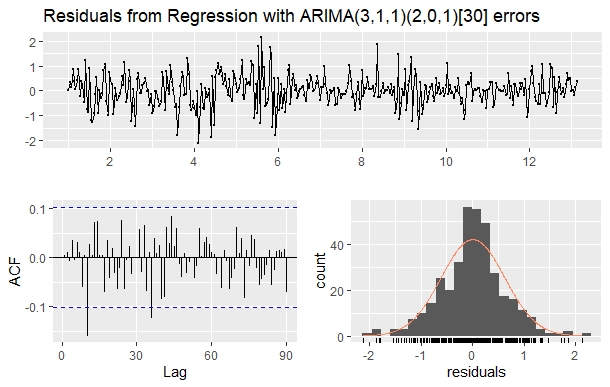 Residuals from Regression with ARIMA(3,1,1)(2,0,1)[30] errors
2
1
0
-1
-2
2 4 6 8 10 12
0.1
0.0
-0.1
ACF
0 30 60 90
Lag
40
20
0
count
-2 -1 0 1 2
residuals